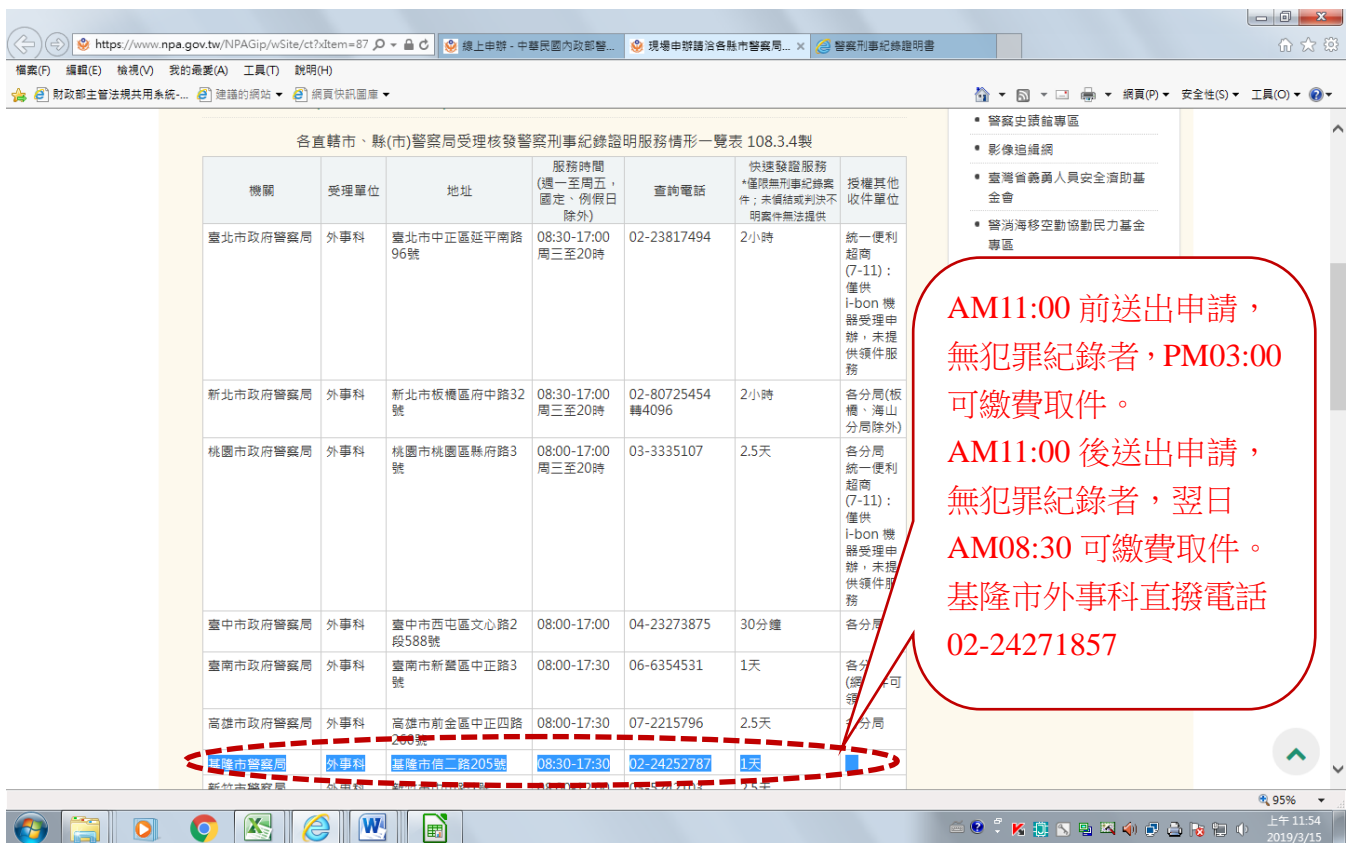 https://www.npa.gov.tw/NPAGip/wSite/ct?xItem=87
線上申辦 - 中華民國內政部警...
現場申辦請洽各縣市警察局...
警察刑事紀錄證明書
檔案(F) 編輯(E) 檢視(V) 我的最愛(A) 工具(T) 說明(H)
財政部主管法規共用系統-... 建議的網站 網頁快訊圖庫
網頁(P) 安全性(S) 工具(O)
各直轄市、縣(市)警察局受理核發警察刑事紀錄證明服務情形一覽表 108.3.4製
機關 受理單位 地址
服務時間
(週一至周五，
國定、例假日
除外)
查詢電話
快速發證服務
*僅限無刑事紀錄案
件；未偵結或判決不
明案件無法提供
授權其他
收件單位
臺北市政府警察局 外事科
臺北市中正區延平南路
96號
08:30-17:00
周三至20時
02-23817494 2小時
統一便利
超商
(7-11)：
僅供
i-bon 機
器受理申
辦，未提
供領件服
務
新北市政府警察局 外事科
新北市板橋區府中路32
號
08:30-17:00
周三至20時
02-80725454
轉4096
2小時
各分局(板
橋、海山
分局除外)
桃園市政府警察局 外事科
桃園市桃園區縣府路3
號
08:00-17:00
周三至20時
03-3335107 2.5天
各分局
統一便利
超商
(7-11)：
僅供
i-bon 機
器受理申
辦，未提
供領件服
務
臺中市政府警察局 外事科
臺中市西屯區文心路2
段588號
08:00-17:00 04-23273875 30分鐘 各分局
臺南市政府警察局 外事科
臺南市新營區中正路3
號
08:00-17:30 06-6354531 1天
各分
高雄市政府警察局 外事科
高雄市前金區中正四路
260號
08:00-17:30 07-2215796 2.5天 各分局
基隆市警察局 外事科 基隆市信二路205號 08:30-17:30 02-24252787 1天
新竹市警察局 外事科
2.5天
警察史蹟館專區
影像追緝網
臺灣省義勇人員安全濟助基
金會
警消海移空勤協勤民力基金
專區
AM11:00 前送出申請，
無犯罪紀錄者，PM03:00
可繳費取件。
AM11:00 後送出申請，
無犯罪紀錄者，翌日
AM08:30 可繳費取件。
基隆市外事科直撥電話
02-24271857
95%
上午 11:54
2019/3/15